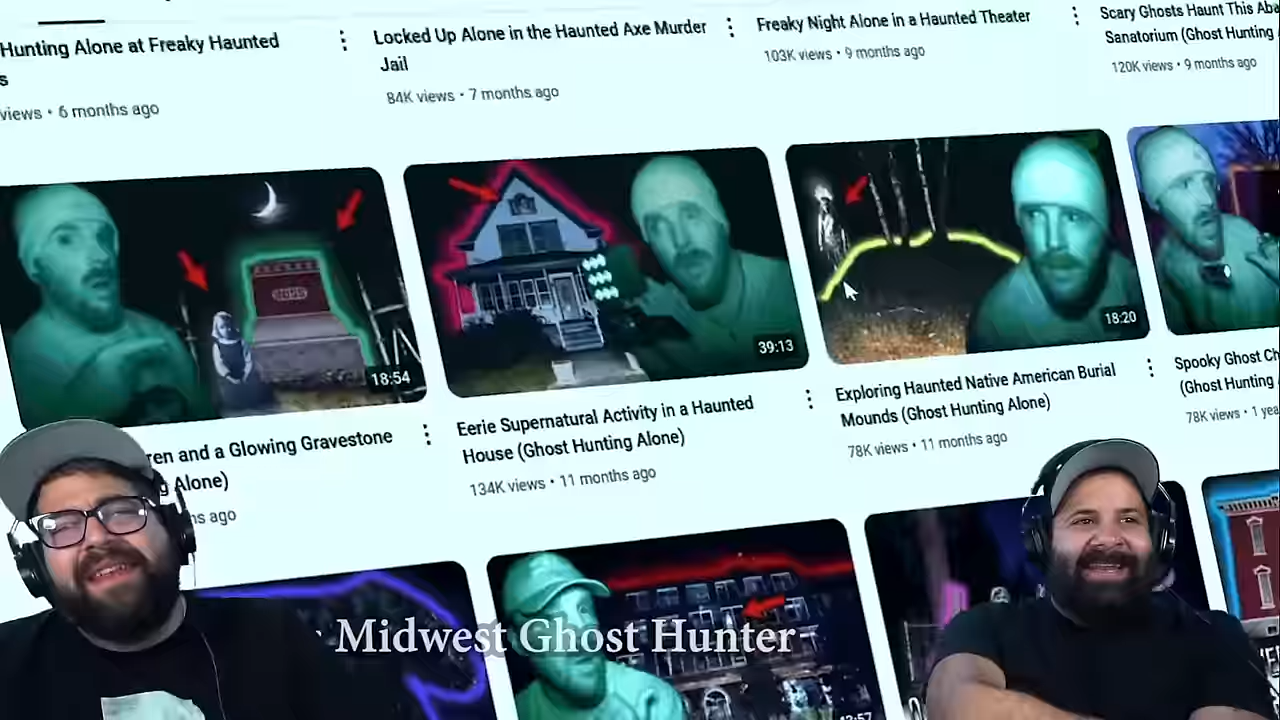 Hunting Alone at Freaky Haunted
s
views • 6 months ago
Locked Up Alone in the Haunted Axe Murder
Jail
84K views • 7 months ago
Freaky Night Alone in a Haunted Theater
103K views • 9 months ago
Scary Ghosts Haunt This
Sanatorium (Ghost Hunting
120K views • 9 months ago
BOSS
18:54
39:13
18:20
ren and a Glowing Gravestone
g Alone)
hs ago
Eerie Supernatural Activity in a Haunted
House (Ghost Hunting Alone)
134K views • 11 months ago
Exploring Haunted Native American Burial
Mounds (Ghost Hunting Alone)
78K views • 11 months ago
Spooky Ghost
(Ghost Hunting
78K views • 1
Midwest Ghost Hunter